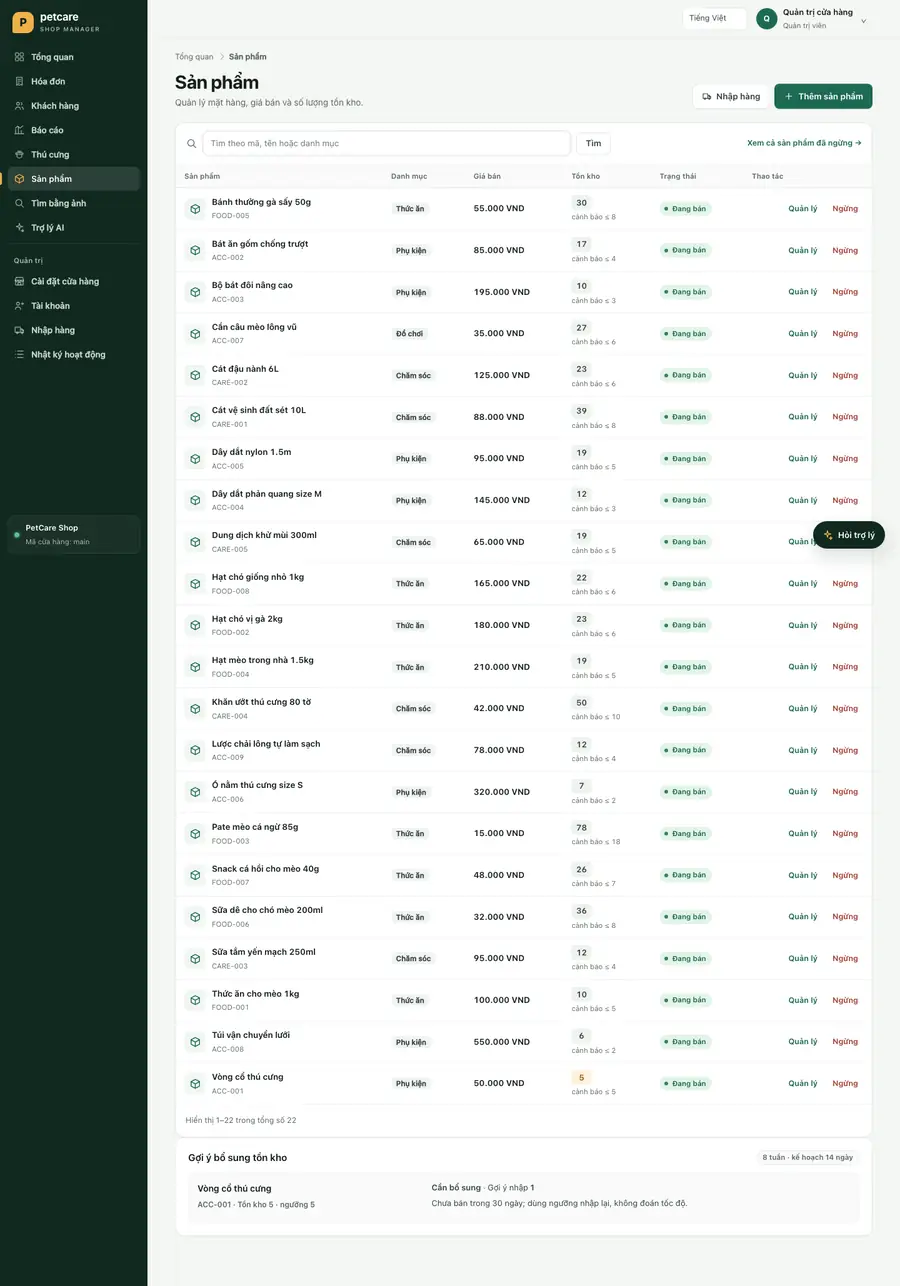 P
petcare
SHOP MANAGER
Tổng quan
Hóa đơn
Khách hàng
Báo cáo
Thú cưng
Sản phẩm
Tìm bằng ảnh
Trợ lý AI
Quản trị
Cài đặt cửa hàng
Tài khoản
Nhập hàng
Nhật ký hoạt động
PetCare Shop
Mã cửa hàng: main
Tiếng Việt
Q
Quản trị cửa hàng
Quản trị viên
Tổng quan > Sản phẩm
Sản phẩm
Quản lý mặt hàng, giá bán và số lượng tồn kho.
Nhập hàng
+ Thêm sản phẩm
Tìm theo mã, tên hoặc danh mục
Tìm
Xem cả sản phẩm đã ngừng →
Sản phẩm Danh mục Giá bán Tồn kho Trạng thái Thao tác
Bánh thưởng gà sấy 50g Thức ăn 55.000 VND 30 Đang bán Quản lý Ngừng
FOOD-005 cảnh báo ≤ 8
Bát ăn gốm chống trượt Phụ kiện 85.000 VND 17 Đang bán Quản lý Ngừng
ACC-002 cảnh báo ≤ 4
Bộ bát đôi nâng cao Phụ kiện 195.000 VND 10 Đang bán Quản lý Ngừng
ACC-003 cảnh báo ≤ 3
Cần câu mèo lông vũ Đồ chơi 35.000 VND 27 Đang bán Quản lý Ngừng
ACC-007 cảnh báo ≤ 6
Cát đậu nành 6L Chăm sóc 125.000 VND 23 Đang bán Quản lý Ngừng
CARE-002 cảnh báo ≤ 6
Cát vệ sinh đất sét 10L Chăm sóc 88.000 VND 39 Đang bán Quản lý Ngừng
CARE-001 cảnh báo ≤ 8
Dây dắt nylon 1.5m Phụ kiện 95.000 VND 19 Đang bán Quản lý Ngừng
ACC-005 cảnh báo ≤ 5
Dây dắt phản quang size M Phụ kiện 145.000 VND 12 Đang bán Quản lý Ngừng
ACC-004 cảnh báo ≤ 3
Dung dịch khử mùi 300ml Chăm sóc 65.000 VND 19 Đang bán Quản lý
CARE-005 cảnh báo ≤ 5
Hỏi trợ lý
Hạt chó giống nhỏ 1kg Thức ăn 165.000 VND 22 Đang bán Quản lý Ngừng
FOOD-008 cảnh báo ≤ 6
Hạt chó vị gà 2kg Thức ăn 180.000 VND 23 Đang bán Quản lý Ngừng
FOOD-002 cảnh báo ≤ 6
Hạt mèo trong nhà 1.5kg Thức ăn 210.000 VND 19 Đang bán Quản lý Ngừng
FOOD-004 cảnh báo ≤ 5
Khăn ướt thú cưng 80 tờ Chăm sóc 42.000 VND 50 Đang bán Quản lý Ngừng
CARE-004 cảnh báo ≤ 10
Lược chải lông tự làm sạch Chăm sóc 78.000 VND 12 Đang bán Quản lý Ngừng
ACC-009 cảnh báo ≤ 4
Ổ nằm thú cưng size S Phụ kiện 320.000 VND 7 Đang bán Quản lý Ngừng
ACC-006 cảnh báo ≤ 2
Pate mèo cá ngừ 85g Thức ăn 15.000 VND 78 Đang bán Quản lý Ngừng
FOOD-003 cảnh báo ≤ 18
Snack cá hồi cho mèo 40g Thức ăn 48.000 VND 26 Đang bán Quản lý Ngừng
FOOD-007 cảnh báo ≤ 7
Sữa dê cho chó mèo 200ml Thức ăn 32.000 VND 36 Đang bán Quản lý Ngừng
FOOD-006 cảnh báo ≤ 8
Sữa tắm yến mạch 250ml Chăm sóc 95.000 VND 12 Đang bán Quản lý Ngừng
CARE-003 cảnh báo ≤ 4
Thức ăn cho mèo 1kg Thức ăn 100.000 VND 10 Đang bán Quản lý Ngừng
FOOD-001 cảnh báo ≤ 5
Túi vận chuyển lưới Phụ kiện 550.000 VND 6 Đang bán Quản lý Ngừng
ACC-008 cảnh báo ≤ 2
Vòng cổ thú cưng Phụ kiện 50.000 VND 5 Đang bán Quản lý Ngừng
ACC-001 cảnh báo ≤ 5
Hiển thị 1–22 trong tổng số 22
Gợi ý bổ sung tồn kho 8 tuần · kế hoạch 14 ngày
Vòng cổ thú cưng Cần bổ sung · Gợi ý nhập 1
ACC-001 · Tồn kho 5 · ngưỡng 5 Chưa bán trong 30 ngày; dùng ngưỡng nhập lại, không đoán tốc độ.